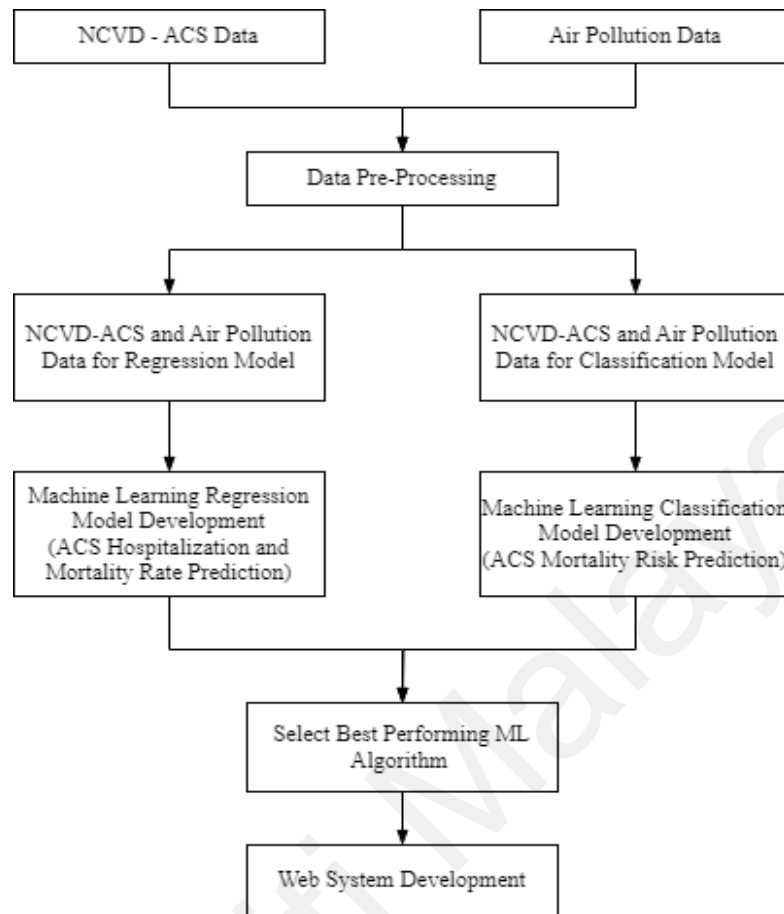 NCVD - ACS Data
Air Pollution Data
Data Pre-Processing
NCVD-ACS and Air Pollution
Data for Regression Model
NCVD-ACS and Air Pollution
Data for Classification Model
Machine Learning Regression
Model Development
(ACS Hospitalization and
Mortality Rate Prediction)
Machine Learning Classification
Model Development
(ACS Mortality Risk Prediction)
Select Best Performing ML
Algorithm
Web System Development
iti Malaya